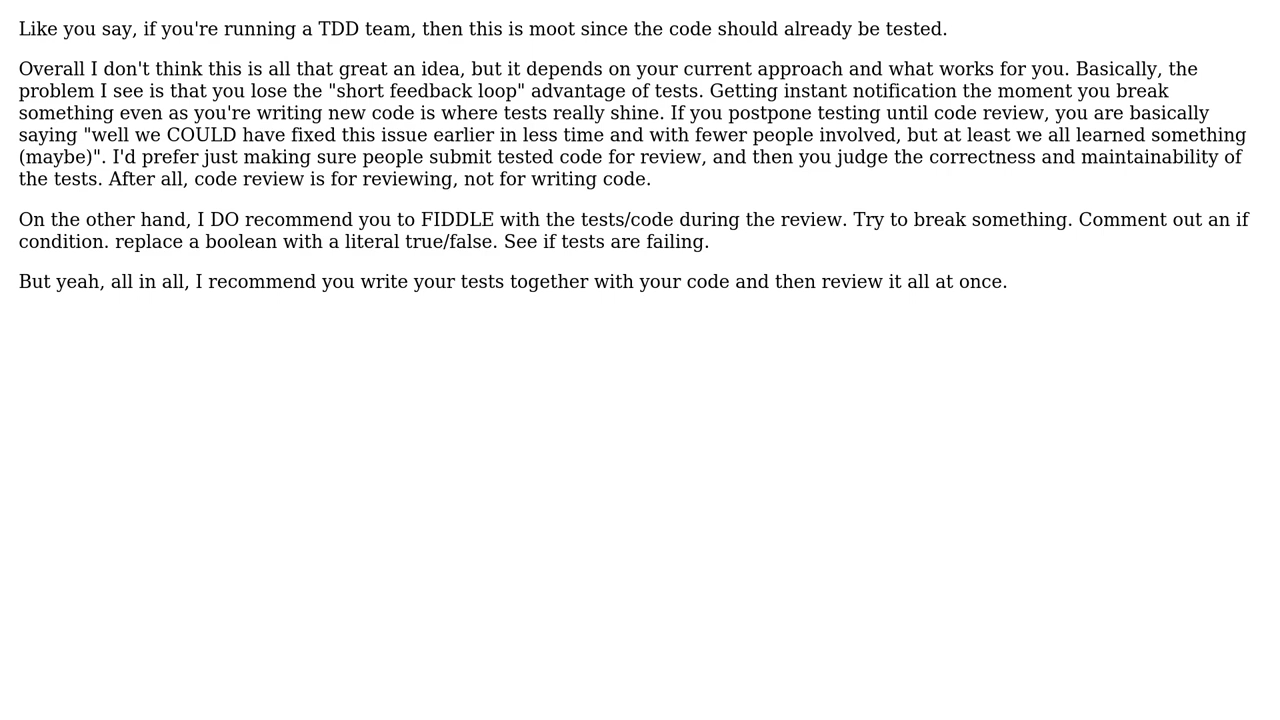 Like you say, if you're running a TDD team, then this is moot since the code should already be tested.
Overall I don't think this is all that great an idea, but it depends on your current approach and what works for you. Basically, the
problem I see is that you lose the "short feedback loop" advantage of tests. Getting instant notification the moment you break
something even as you're writing new code is where tests really shine. If you postpone testing until code review, you are basically
saying "well we COULD have fixed this issue earlier in less time and with fewer people involved, but at least we all learned something
(maybe)". I'd prefer just making sure people submit tested code for review, and then you judge the correctness and maintainability of
the tests. After all, code review is for reviewing, not for writing code.
On the other hand, I DO recommend you to FIDDLE with the tests/code during the review. Try to break something. Comment out an if
condition. replace a boolean with a literal true/false. See if tests are failing.
But yeah, all in all, I recommend you write your tests together with your code and then review it all at once.